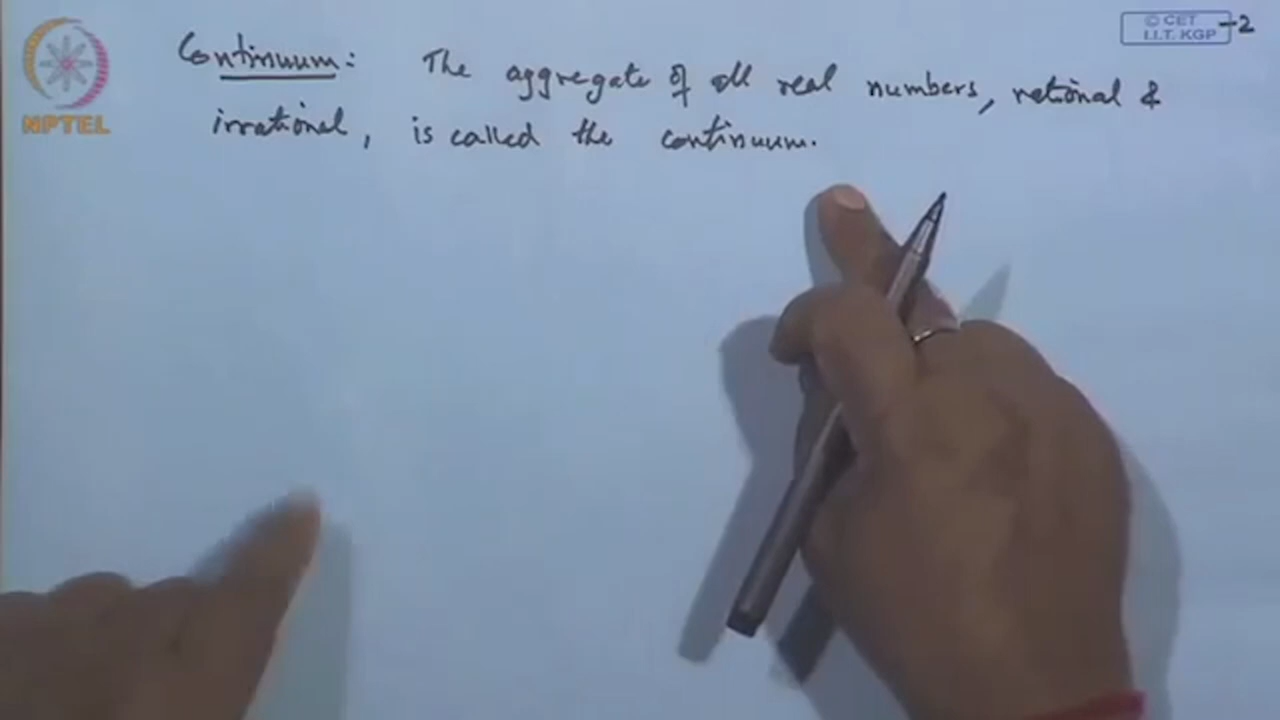 Continuum: The aggregate of all real numbers, rational &
irrational, is called the continuum.
© CET
I.I.T. KGP
-2
NPTEL